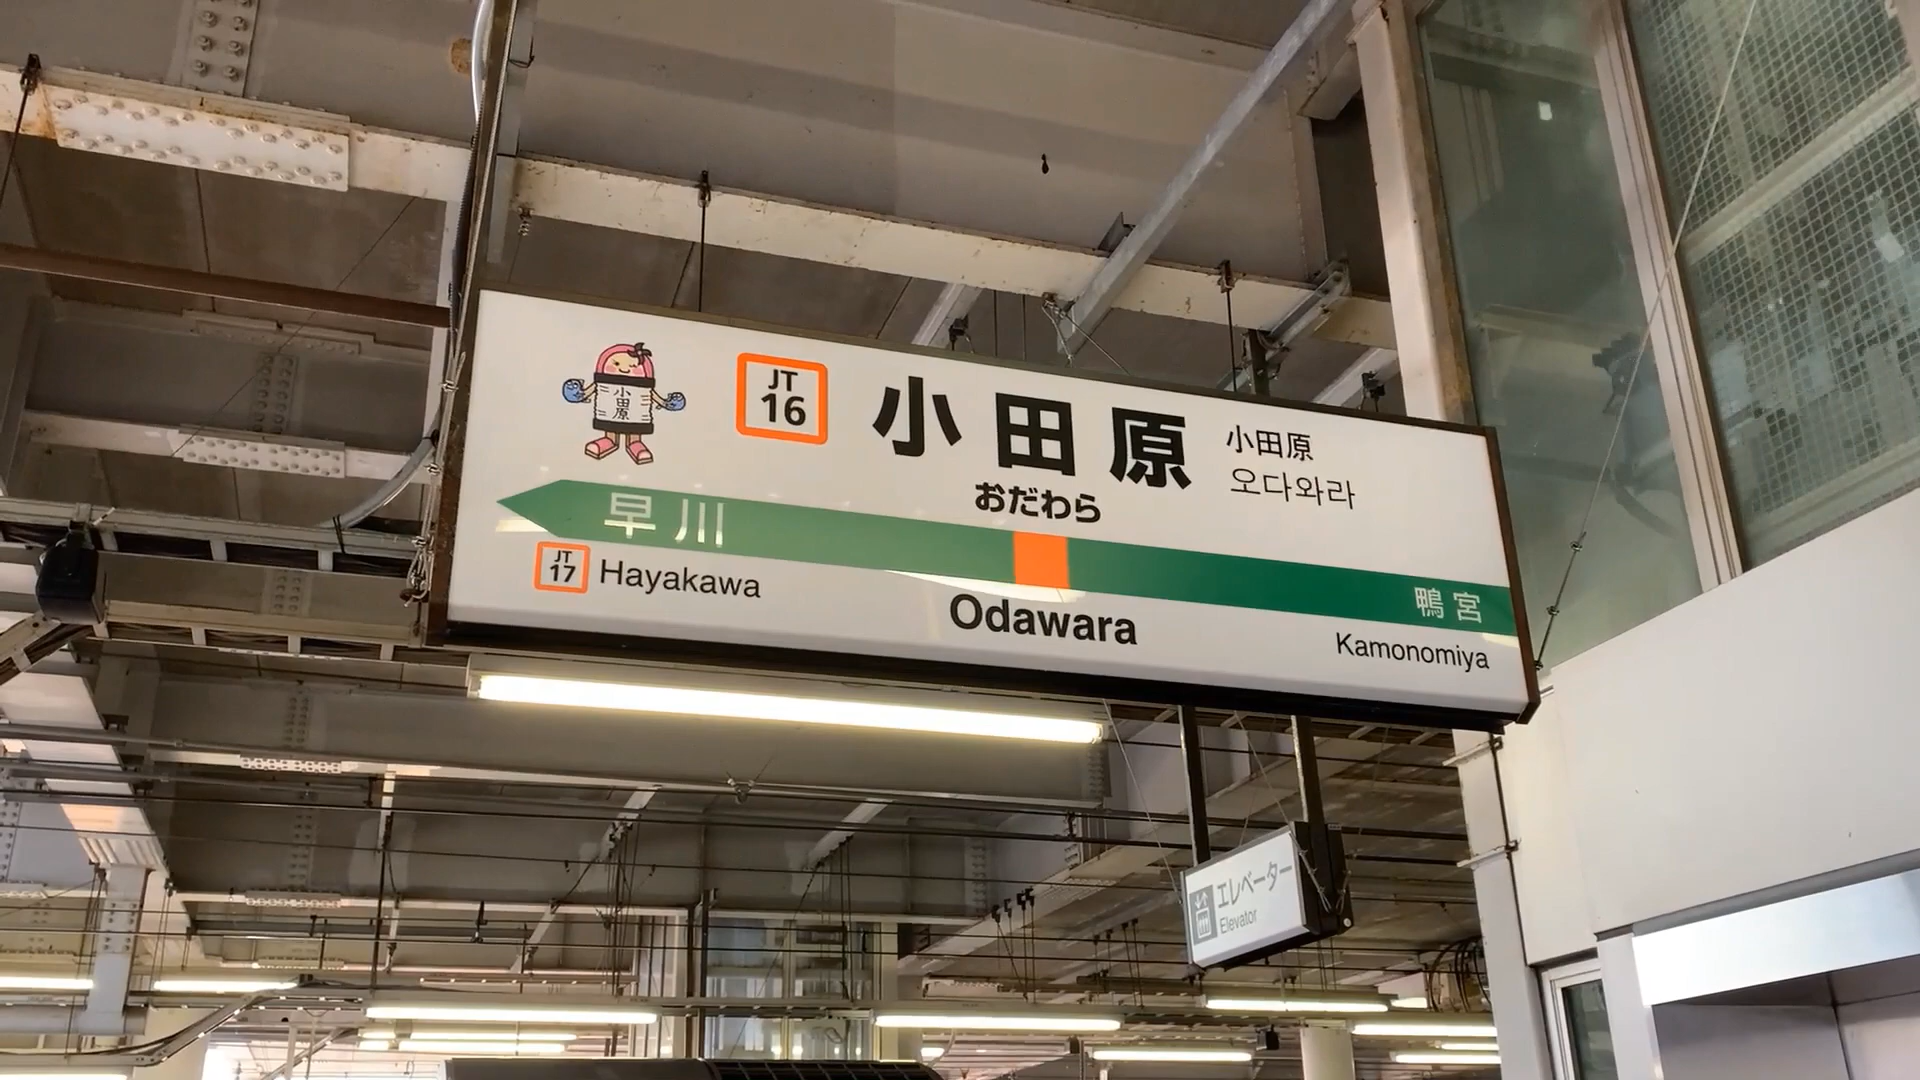 小田原
JT
16
小田原
小田原
오다와라
おだわら
早川
鴨宮
JT
17
Hayakawa
Odawara
Kamonomiya
エレベーター
Elevator